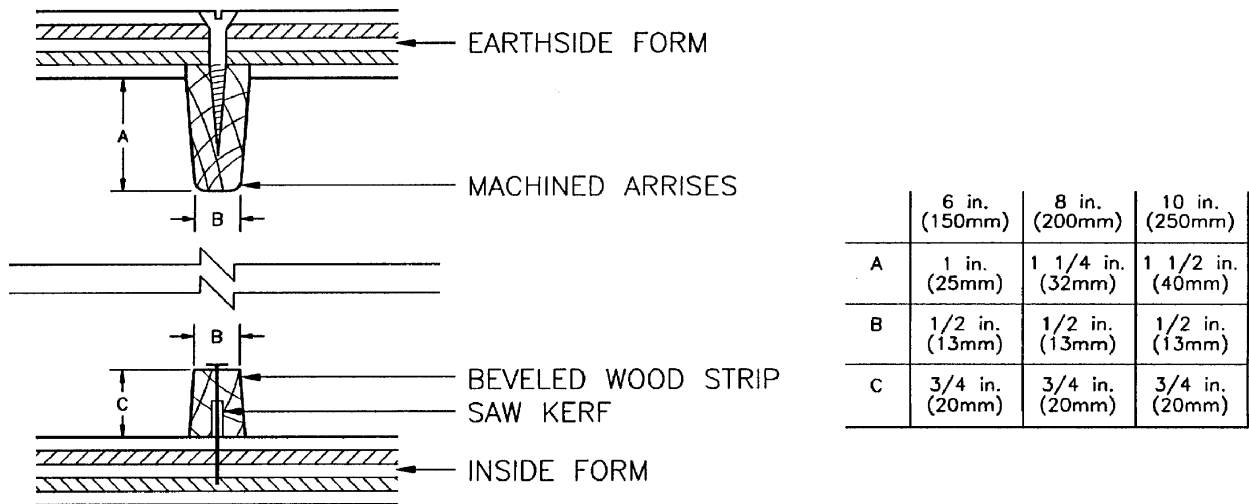 EARTHSIDE FORM
A
MACHINED ARRISES
B
B
BEVELED WOOD STRIP
C
SAW KERF
INSIDE FORM
6 in. 8 in. 10 in.
(150mm) (200mm) (250mm)
A 1 in. 1 1/4 in. 1 1/2 in.
(25mm) (32mm) (40mm)
B 1/2 in. 1/2 in. 1/2 in.
(13mm) (13mm) (13mm)
C 3/4 in. 3/4 in. 3/4 in.
(20mm) (20mm) (20mm)